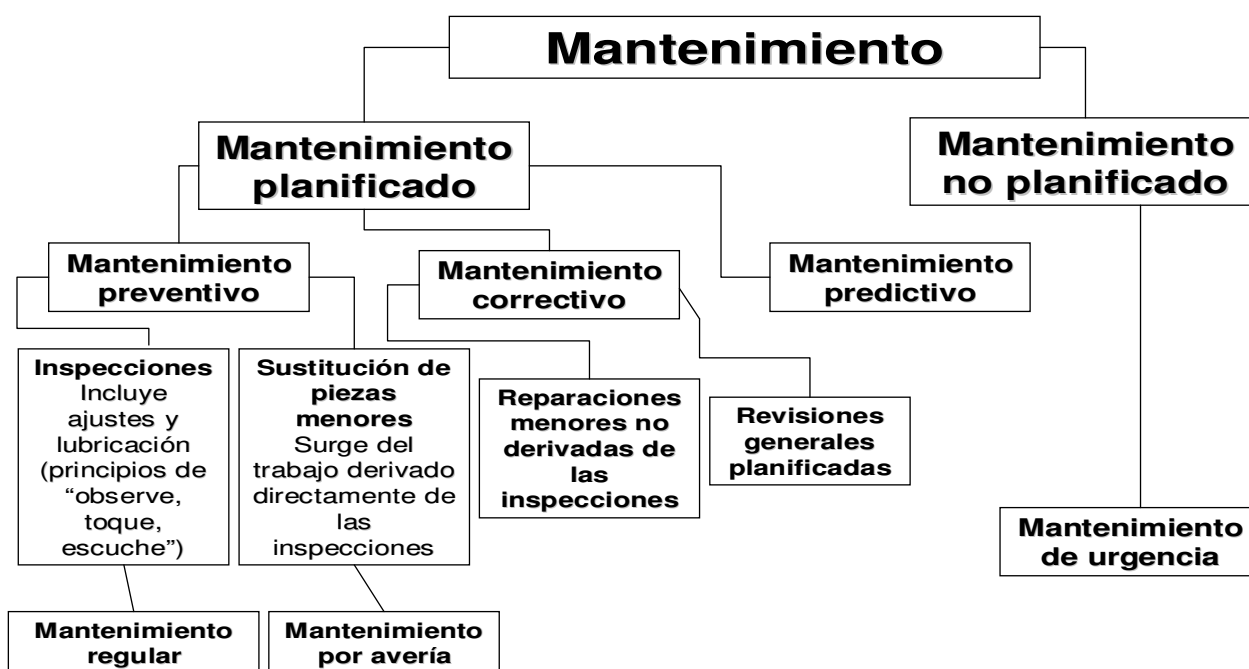 Mantenimiento
Mantenimiento
planificado
Mantenimiento
no planificado
Mantenimiento
preventivo
Mantenimiento
correctivo
Mantenimiento
predictivo
Inspecciones
Incluye
ajustes y
lubricación
(principios de
“observe,
toque,
escuche”)
Sustitución de
piezas
menores
Surge del
trabajo derivado
directamente de
las
inspecciones
Reparaciones
menores no
derivadas de
las
inspecciones
Revisiones
generales
planificadas
Mantenimiento
de urgencia
Mantenimiento
regular
Mantenimiento
por avería